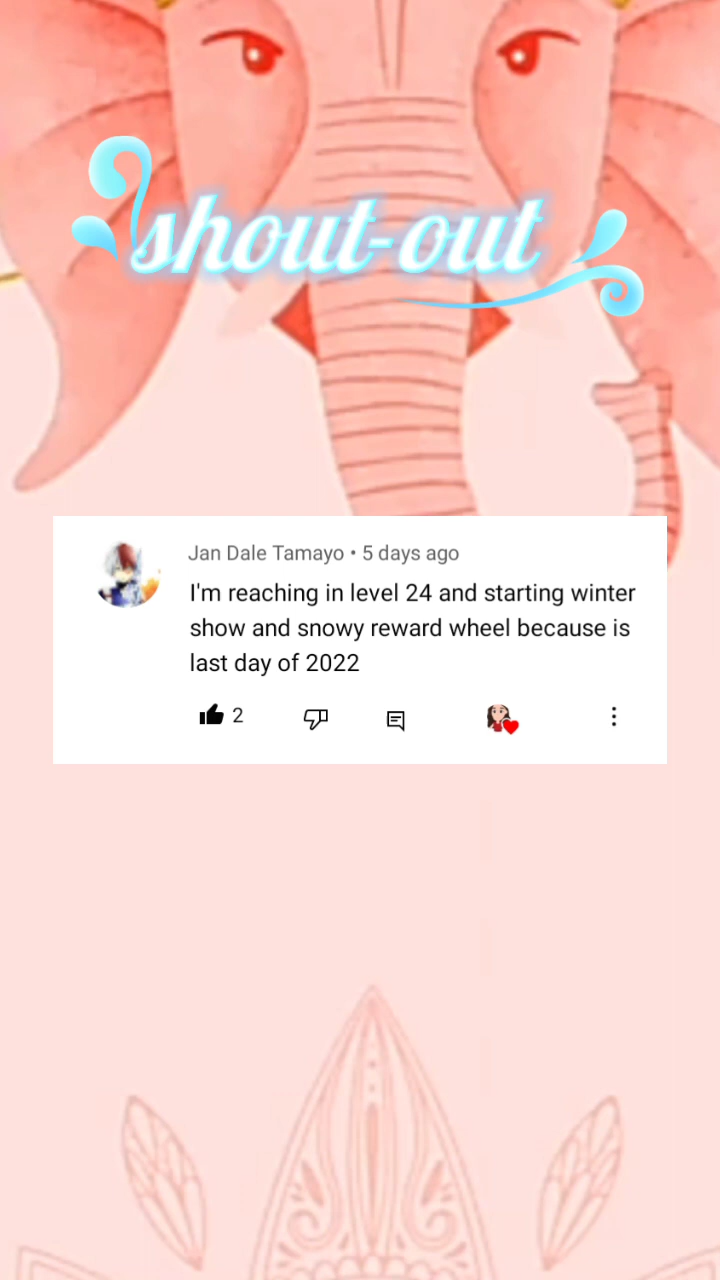 shout-out
Jan Dale Tamayo • 5 days ago
I'm reaching in level 24 and starting winter
show and snowy reward wheel because is
last day of 2022
2